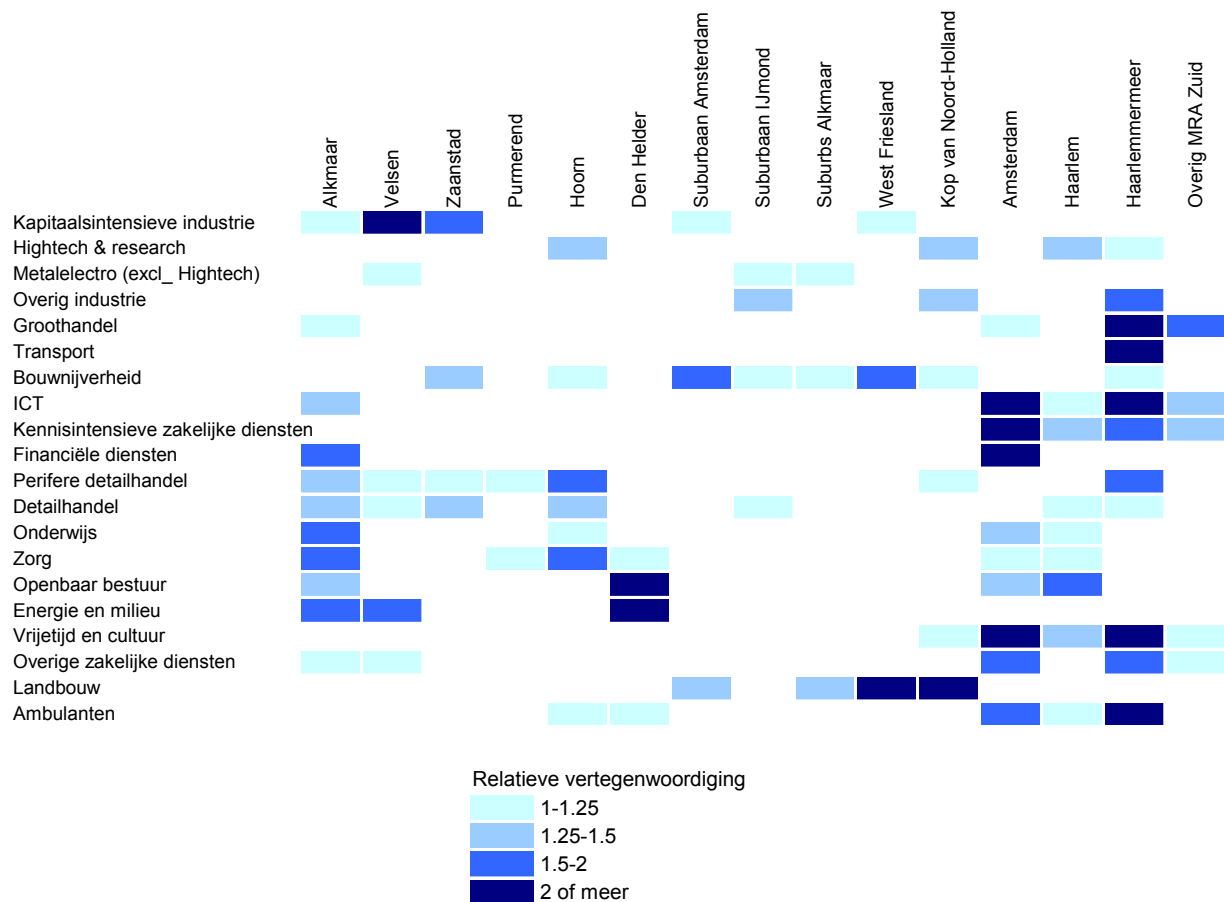 Alkmaar
Velsen
Zaanstad
Purmerend
Hoorn
Den Helder
Suburbaan Amsterdam
Suburbaan IJmond
Suburbs Alkmaar
West Friesland
Kop van Noord-Holland
Amsterdam
Haarlem
Haarlemmermeer
Overig MRA Zuid
Kapitaalsintensieve industrie
Hightech & research
Metalelectro (excl_ Hightech)
Overig industrie
Groothandel
Transport
Bouwnijverheid
ICT
Kennisintensieve zakelijke diensten
Financiële diensten
Perifere detailhandel
Detailhandel
Onderwijs
Zorg
Openbaar bestuur
Energie en milieu
Vrijetijd en cultuur
Overige zakelijke diensten
Landbouw
Ambulanten
Relatieve vertegenwoordiging
1-1.25
1.25-1.5
1.5-2
2 of meer